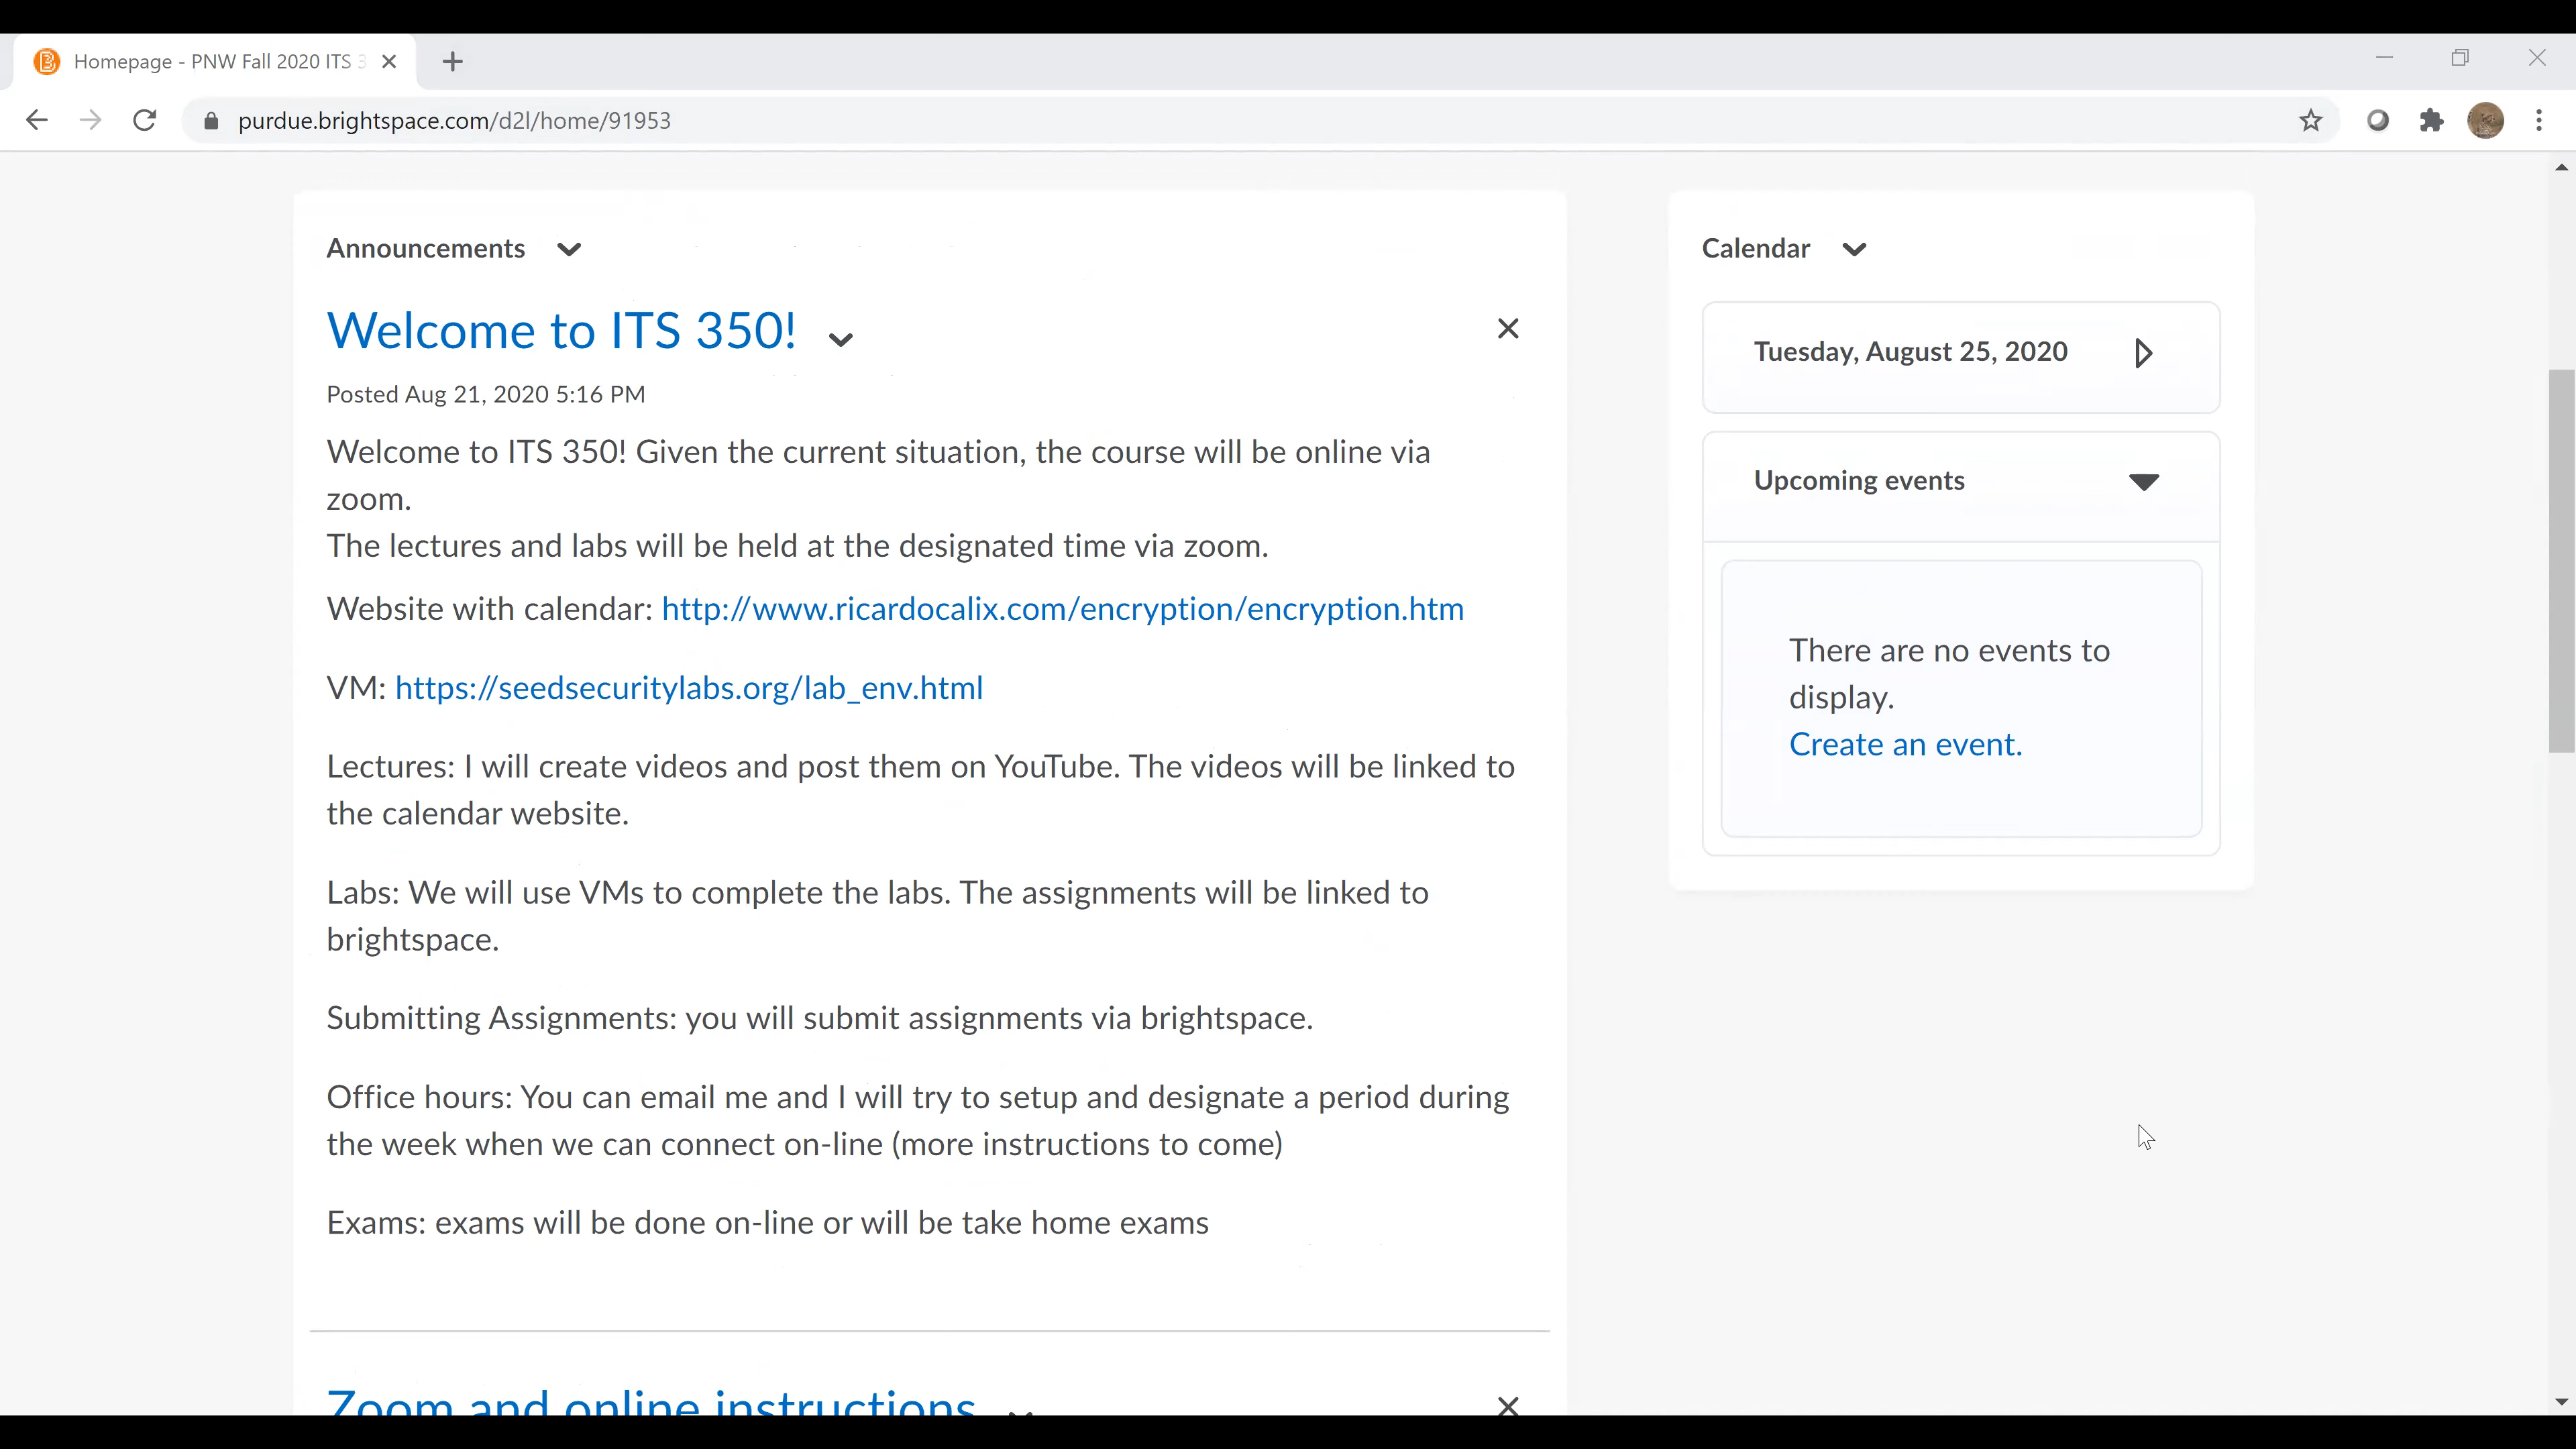 Homepage - PNW Fall 2020 ITS 3
purdue.brightspace.com/d2l/home/91953
Announcements
Welcome to ITS 350!
Posted Aug 21, 2020 5:16 PM
Welcome to ITS 350! Given the current situation, the course will be online via
zoom.
The lectures and labs will be held at the designated time via zoom.
Website with calendar: http://www.ricardocalix.com/encryption/encryption.htm
VM: https://seedsecuritylabs.org/lab_env.html
Lectures: I will create videos and post them on YouTube. The videos will be linked to
the calendar website.
Labs: We will use VMs to complete the labs. The assignments will be linked to
brightspace.
Submitting Assignments: you will submit assignments via brightspace.
Office hours: You can email me and I will try to setup and designate a period during
the week when we can connect on-line (more instructions to come)
Exams: exams will be done on-line or will be take home exams
Zoom and online instructions
Calendar
Tuesday, August 25, 2020
Upcoming events
There are no events to
display.
Create an event.